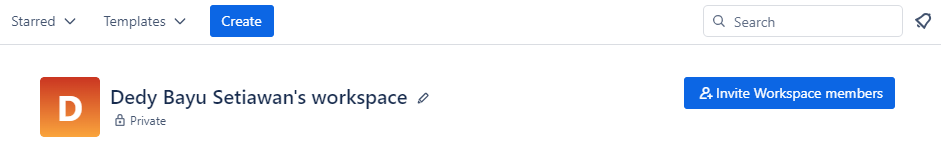 Starred Templates Create Search
D Dedy Bayu Setiawan's workspace Invite Workspace members
Private